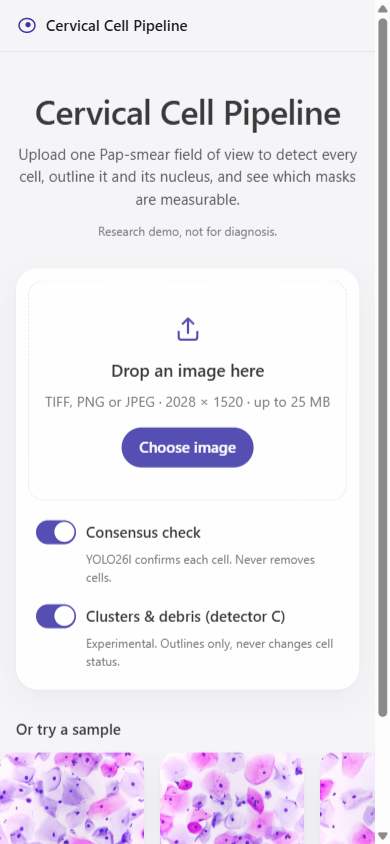 Cervical Cell Pipeline
Cervical Cell Pipeline
Upload one Pap-smear field of view to detect every
cell, outline it and its nucleus, and see which masks
are measurable.
Research demo, not for diagnosis.
Drop an image here
TIFF, PNG or JPEG · 2028 × 1520 · up to 25 MB
Choose image
Consensus check
YOLO26l confirms each cell. Never removes
cells.
Clusters & debris (detector C)
Experimental. Outlines only, never changes cell
status.
Or try a sample